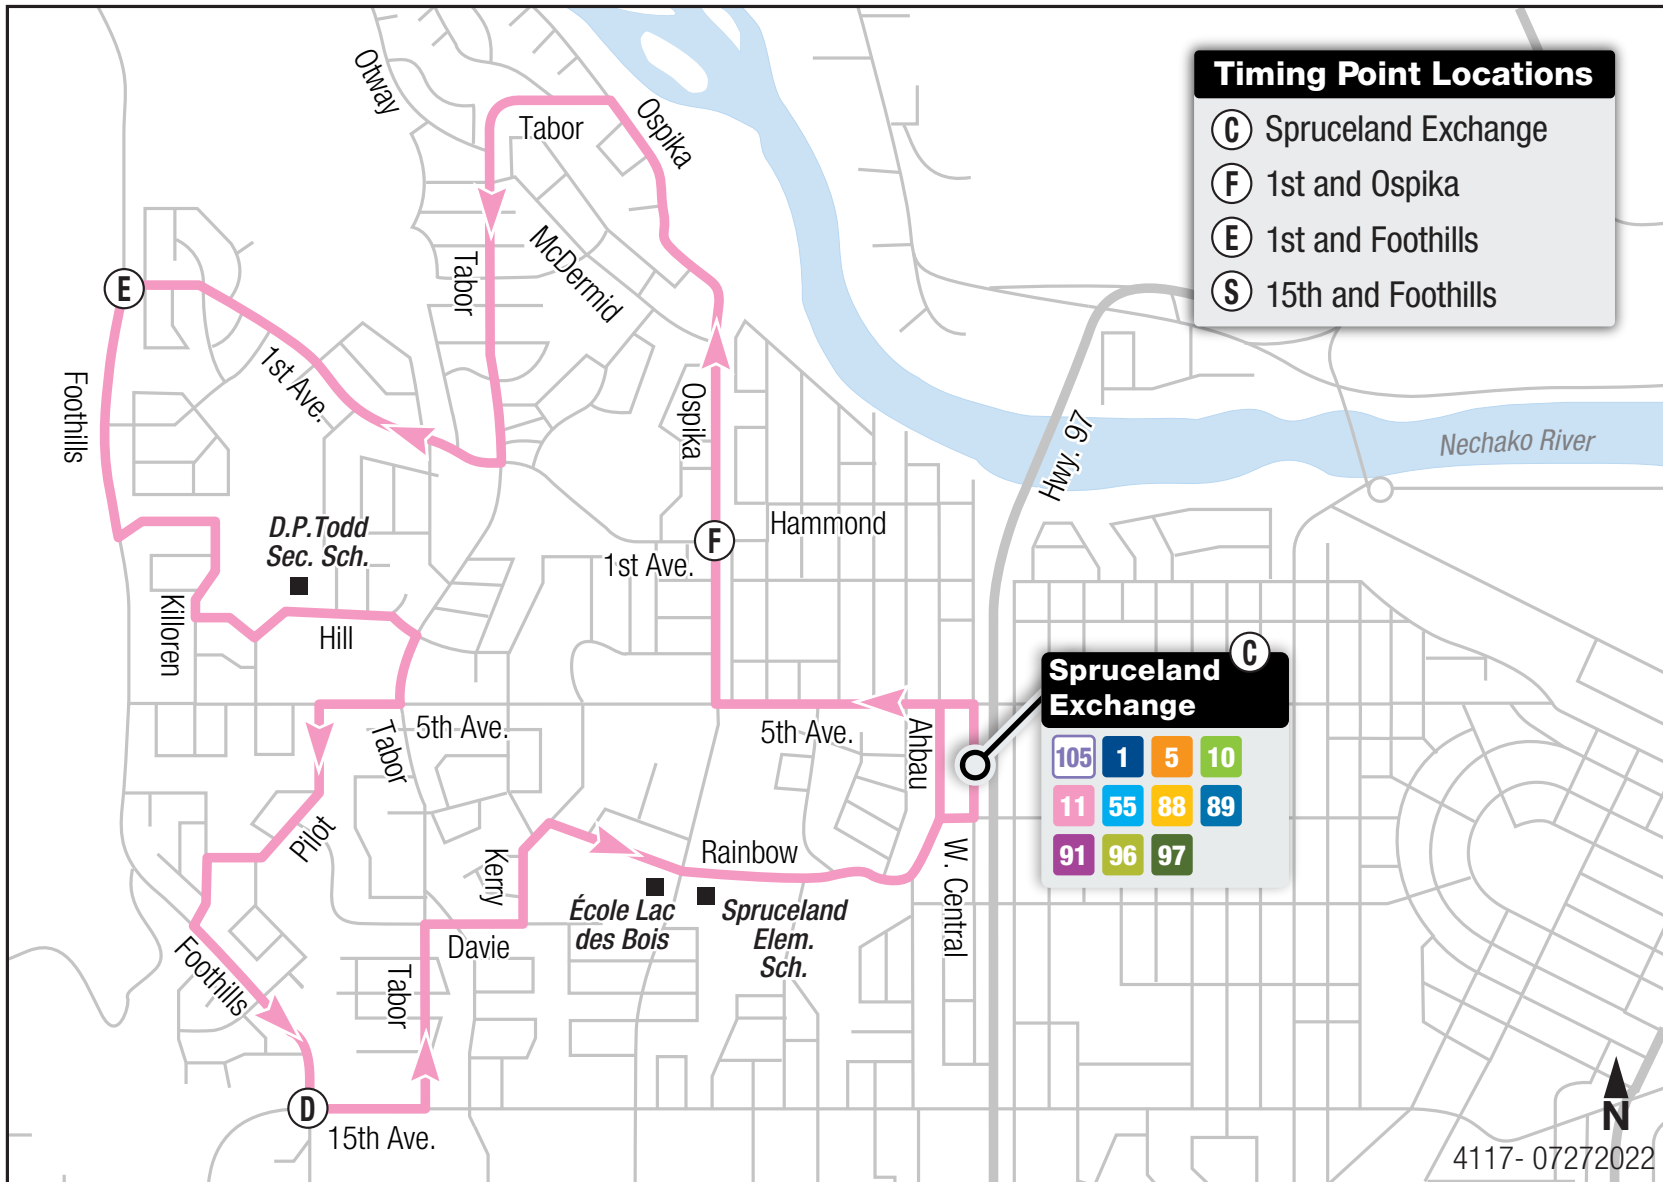 Timing Point Locations
C Spruceland Exchange
F 1st and Ospika
E 1st and Foothills
S 15th and Foothills
Otway
Tabor
Ospika
Tabor
McDermid
E
1st Ave.
Foothills
Ospika
Hwy. 97
Nechako River
D.P.Todd
Sec. Sch.
F
Hammond
1st Ave.
Killoren
Hill
C
Spruceland
Exchange
105 1 5 10
11 55 88 89
91 96 97
5th Ave.
Tabor
5th Ave.
Ahbau
Pilot
Kerry
Rainbow
W. Central
École Lac
des Bois
Spruceland
Elem.
Sch.
Davie
Foothills
Tabor
D
15th Ave.
N
4117- 07272022